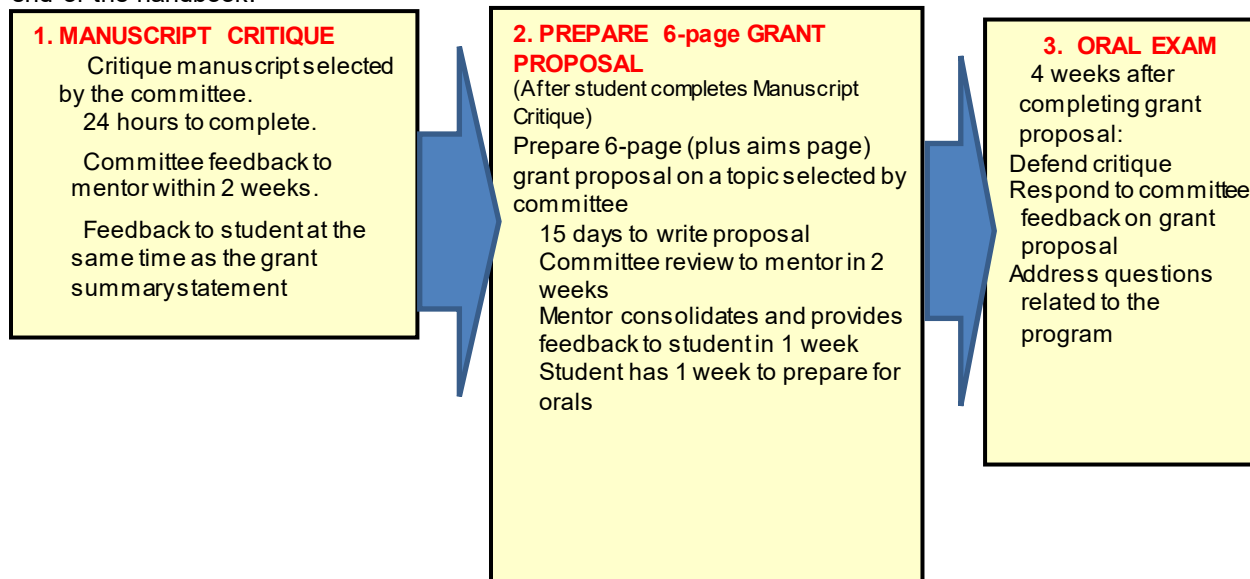 end of the handbook.
1. MANUSCRIPT CRITIQUE
Critique manuscript selected
by the committee.
24 hours to complete.
Committee feedback to
mentor within 2 weeks.
Feedback to student at the
same time as the grant
summary statement
2. PREPARE 6-page GRANT
PROPOSAL
(After student completes Manuscript
Critique)
Prepare 6-page (plus aims page)
grant proposal on a topic selected by
committee
15 days to write proposal
Committee review to mentor in 2
weeks
Mentor consolidates and provides
feedback to student in 1 week
Student has 1 week to prepare for
orals
3. ORAL EXAM
4 weeks after
completing grant
proposal:
Defend critique
Respond to committee
feedback on grant
proposal
Address questions
related to the
program